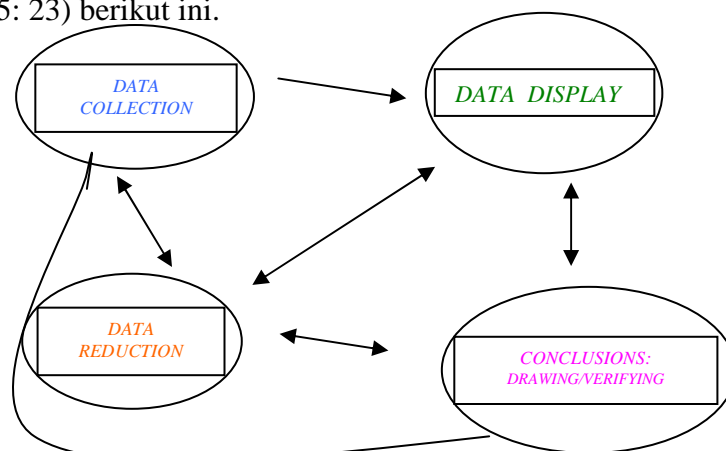 5: 23) berikut ini.
DATA
COLLECTION
DATA DISPLAY
DATA
REDUCTION
CONCLUSIONS:
DRAWING/VERIFYING